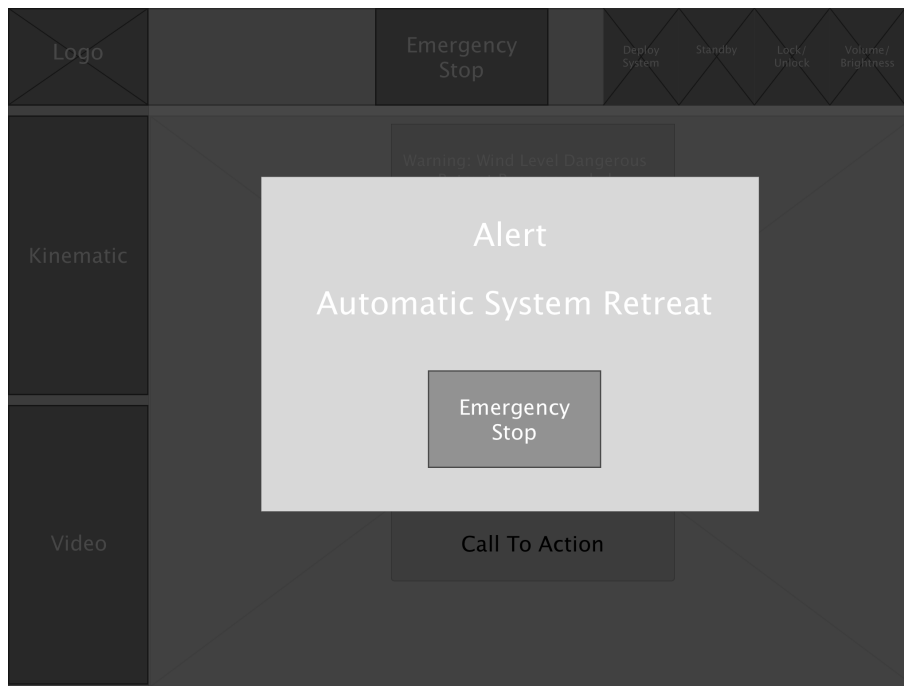 Logo
Emergency
Stop
Deploy
System
Standby
Lock/
Unlock
Volume/
Brightness
Warning: Wind Level Dangerous
Kinematic
Alert
Automatic System Retreat
Emergency
Stop
Video
Call To Action